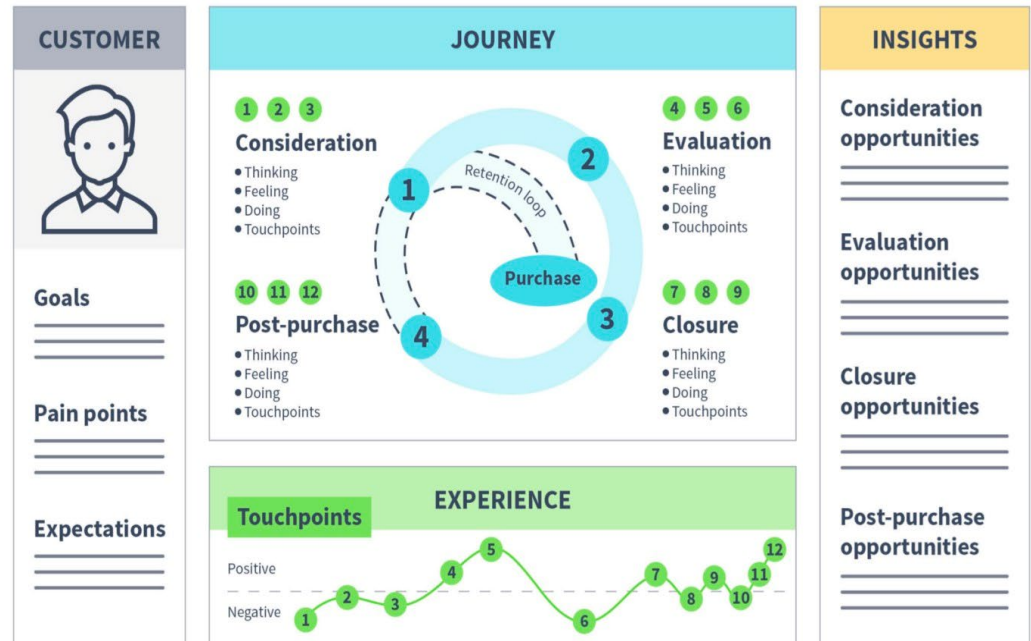 CUSTOMER
Goals
Pain points
Expectations
JOURNEY
1 2 3
Consideration
• Thinking
• Feeling
• Doing
• Touchpoints
4 5 6
Evaluation
• Thinking
• Feeling
• Doing
• Touchpoints
10 11 12
Post-purchase
• Thinking
• Feeling
• Doing
• Touchpoints
7 8 9
Closure
• Thinking
• Feeling
• Doing
• Touchpoints
1
2
3
4
Retention loop
Purchase
EXPERIENCE
Touchpoints
Positive
Negative
1
2
3
4
5
6
7
8
9
10
11
12
INSIGHTS
Consideration
opportunities
Evaluation
opportunities
Closure
opportunities
Post-purchase
opportunities